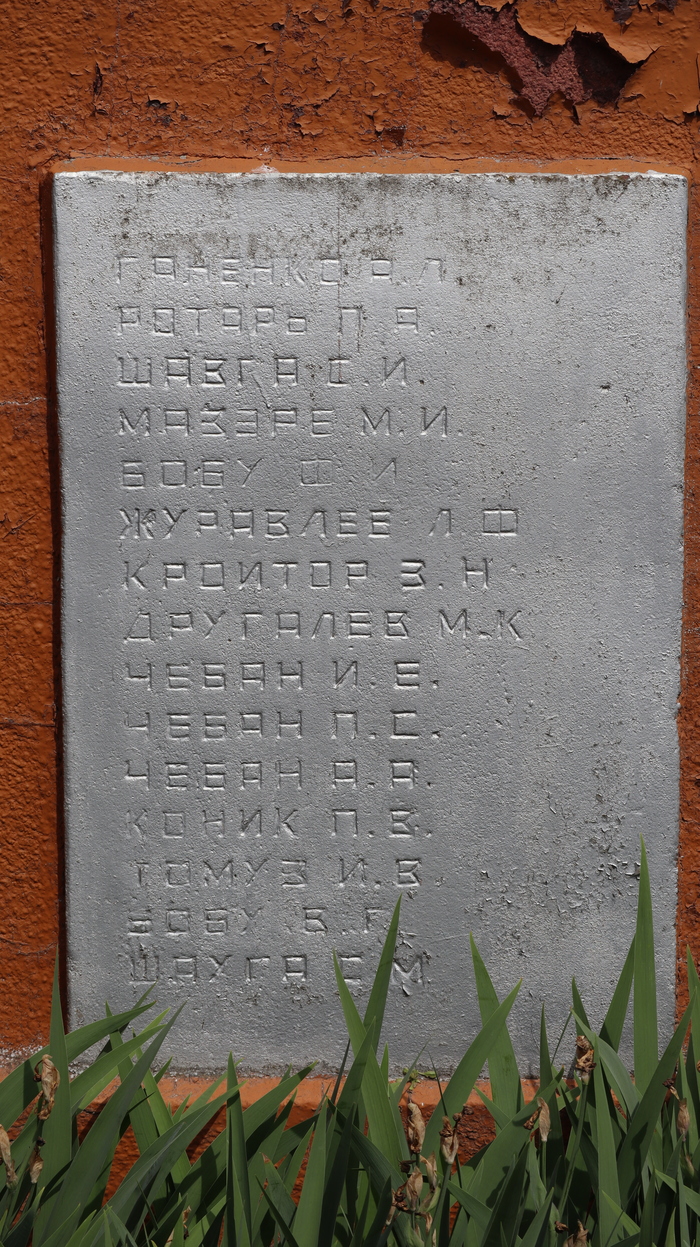 ГАНЕНКО А.Л
РОТАРЬ П.А.
ШАВГА С.И.
МАЗЭРЕ М.И.
БОБУ Ф.И
ЖУРАВЛЕВ Л.Ф
КРОИТОР З.Н
ДРУГАЛЕВ М.К
ЧЕБАН И.Е.
ЧЕБАН П.С.
ЧЕБАН А.А.
КОНИК П.В.
ТОМУЗ И.В
БОБУ В.Г.
ШАХГА С.М